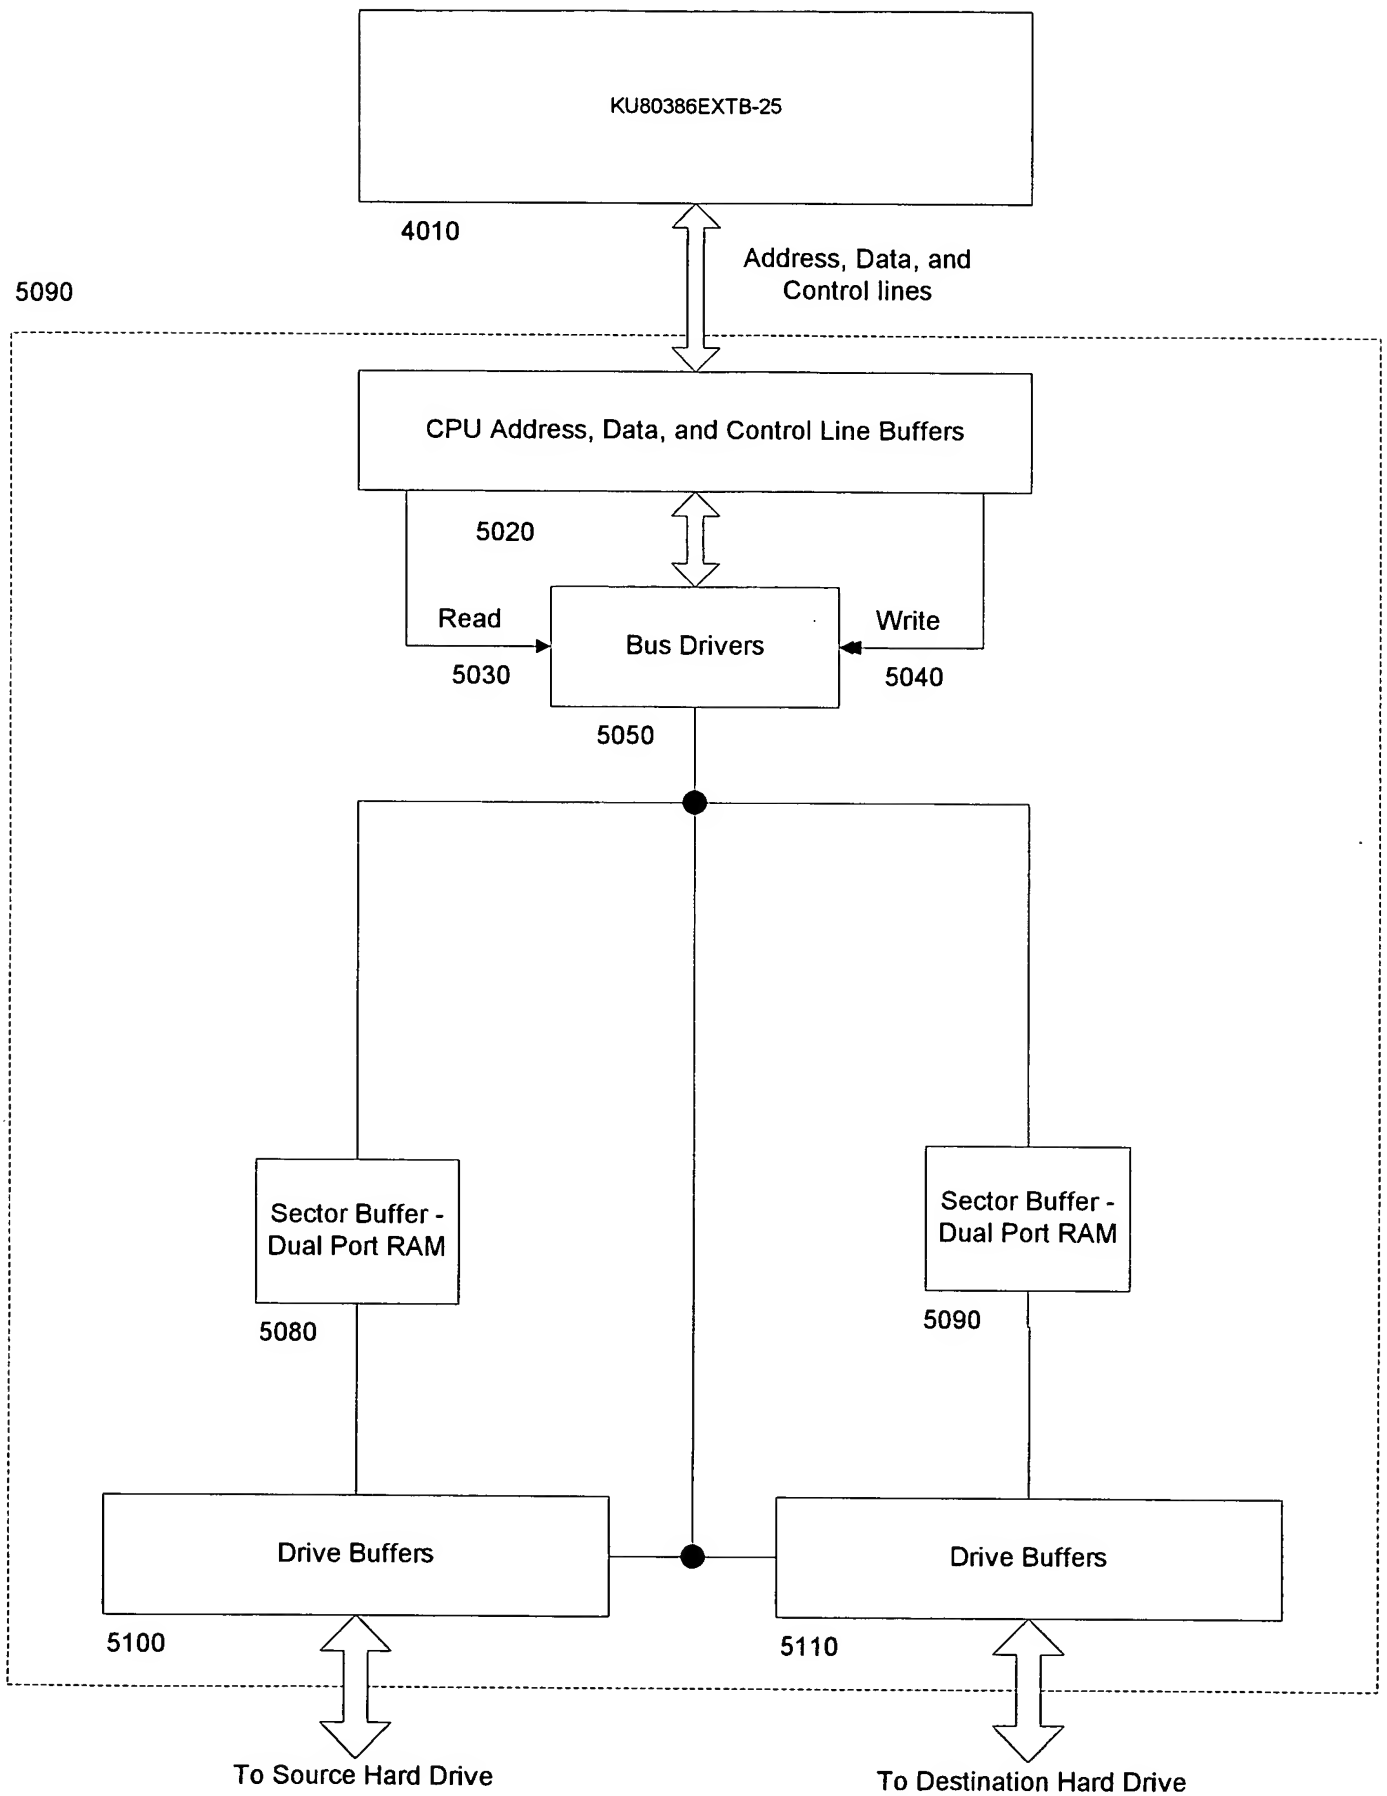 KU80386EXTB-25
4010
Address, Data, and
Control lines
5090
CPU Address, Data, and Control Line Buffers
5020
Read
Bus Drivers
Write
5030
5040
5050
Sector Buffer -
Dual Port RAM
Sector Buffer -
Dual Port RAM
5080
5090
Drive Buffers
Drive Buffers
5100
5110
To Source Hard Drive
To Destination Hard Drive